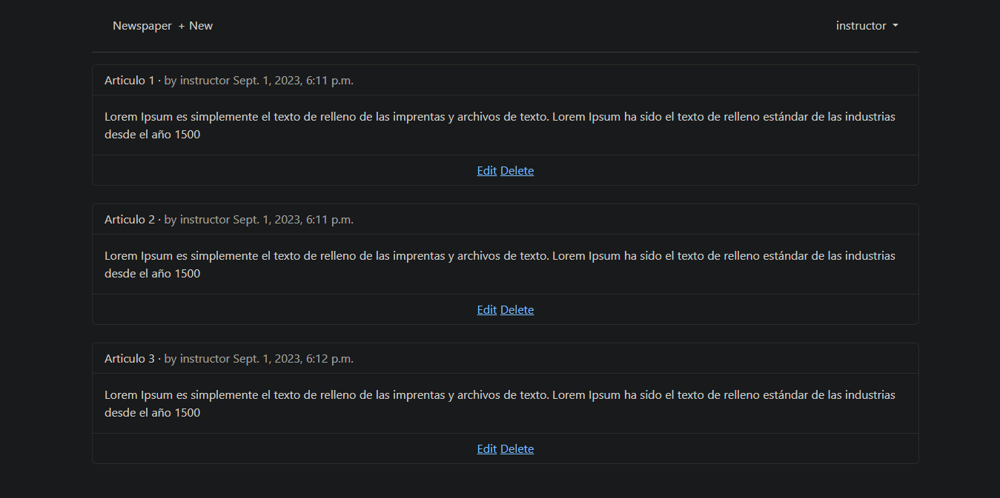 Newspaper + New instructor
Articulo 1 · by instructor Sept. 1, 2023, 6:11 p.m.
Lorem Ipsum es simplemente el texto de relleno de las imprentas y archivos de texto. Lorem Ipsum ha sido el texto de relleno estándar de las industrias
desde el año 1500
Edit Delete
Articulo 2 · by instructor Sept. 1, 2023, 6:11 p.m.
Lorem Ipsum es simplemente el texto de relleno de las imprentas y archivos de texto. Lorem Ipsum ha sido el texto de relleno estándar de las industrias
desde el año 1500
Edit Delete
Articulo 3 · by instructor Sept. 1, 2023, 6:12 p.m.
Lorem Ipsum es simplemente el texto de relleno de las imprentas y archivos de texto. Lorem Ipsum ha sido el texto de relleno estándar de las industrias
desde el año 1500
Edit Delete